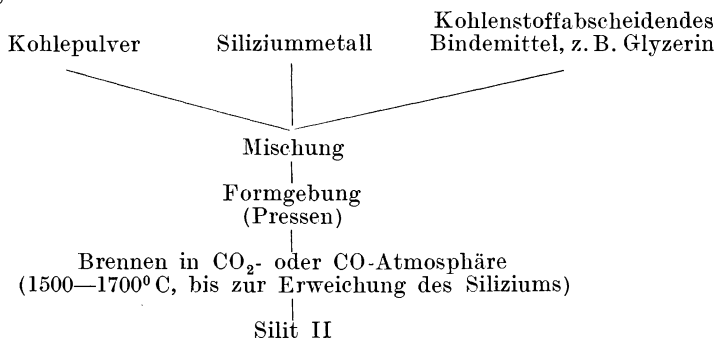 Kohlepulver
Siliziummetall
Kohlenstoffabscheidendes
Bindemittel, z. B. Glyzerin
Mischung
Formgebung
(Pressen)
Brennen in CO₂- oder CO-Atmosphäre
(1500—1700⁰ C, bis zur Erweichung des Siliziums)
Silit II